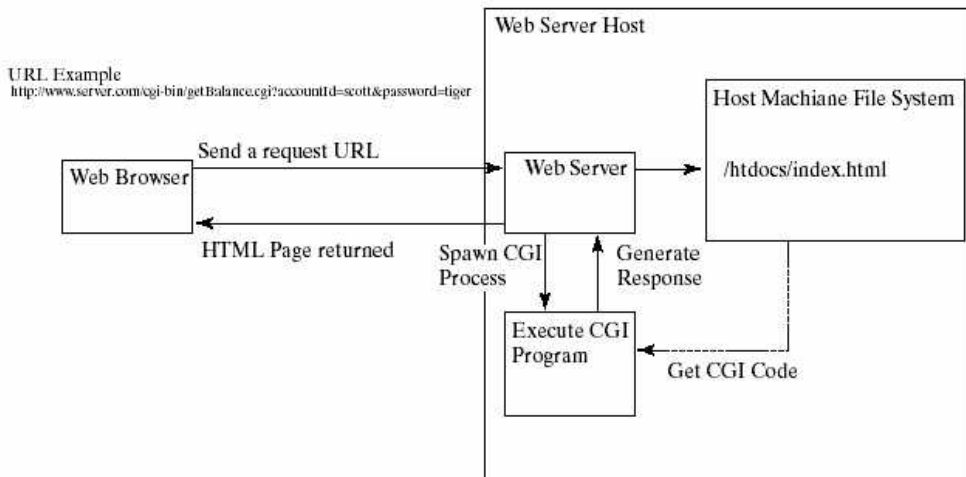 Web Server Host
URL Example
http://www.server.com/cgi-bin/getBalance.cgi?accountId=scott&password=tiger
Host Machiane File System
/htdocs/index.html
Send a request URL
Web Browser
Web Server
HTML Page returned
Spawn CGI
Process
Generate
Response
Execute CGI
Program
Get CGI Code